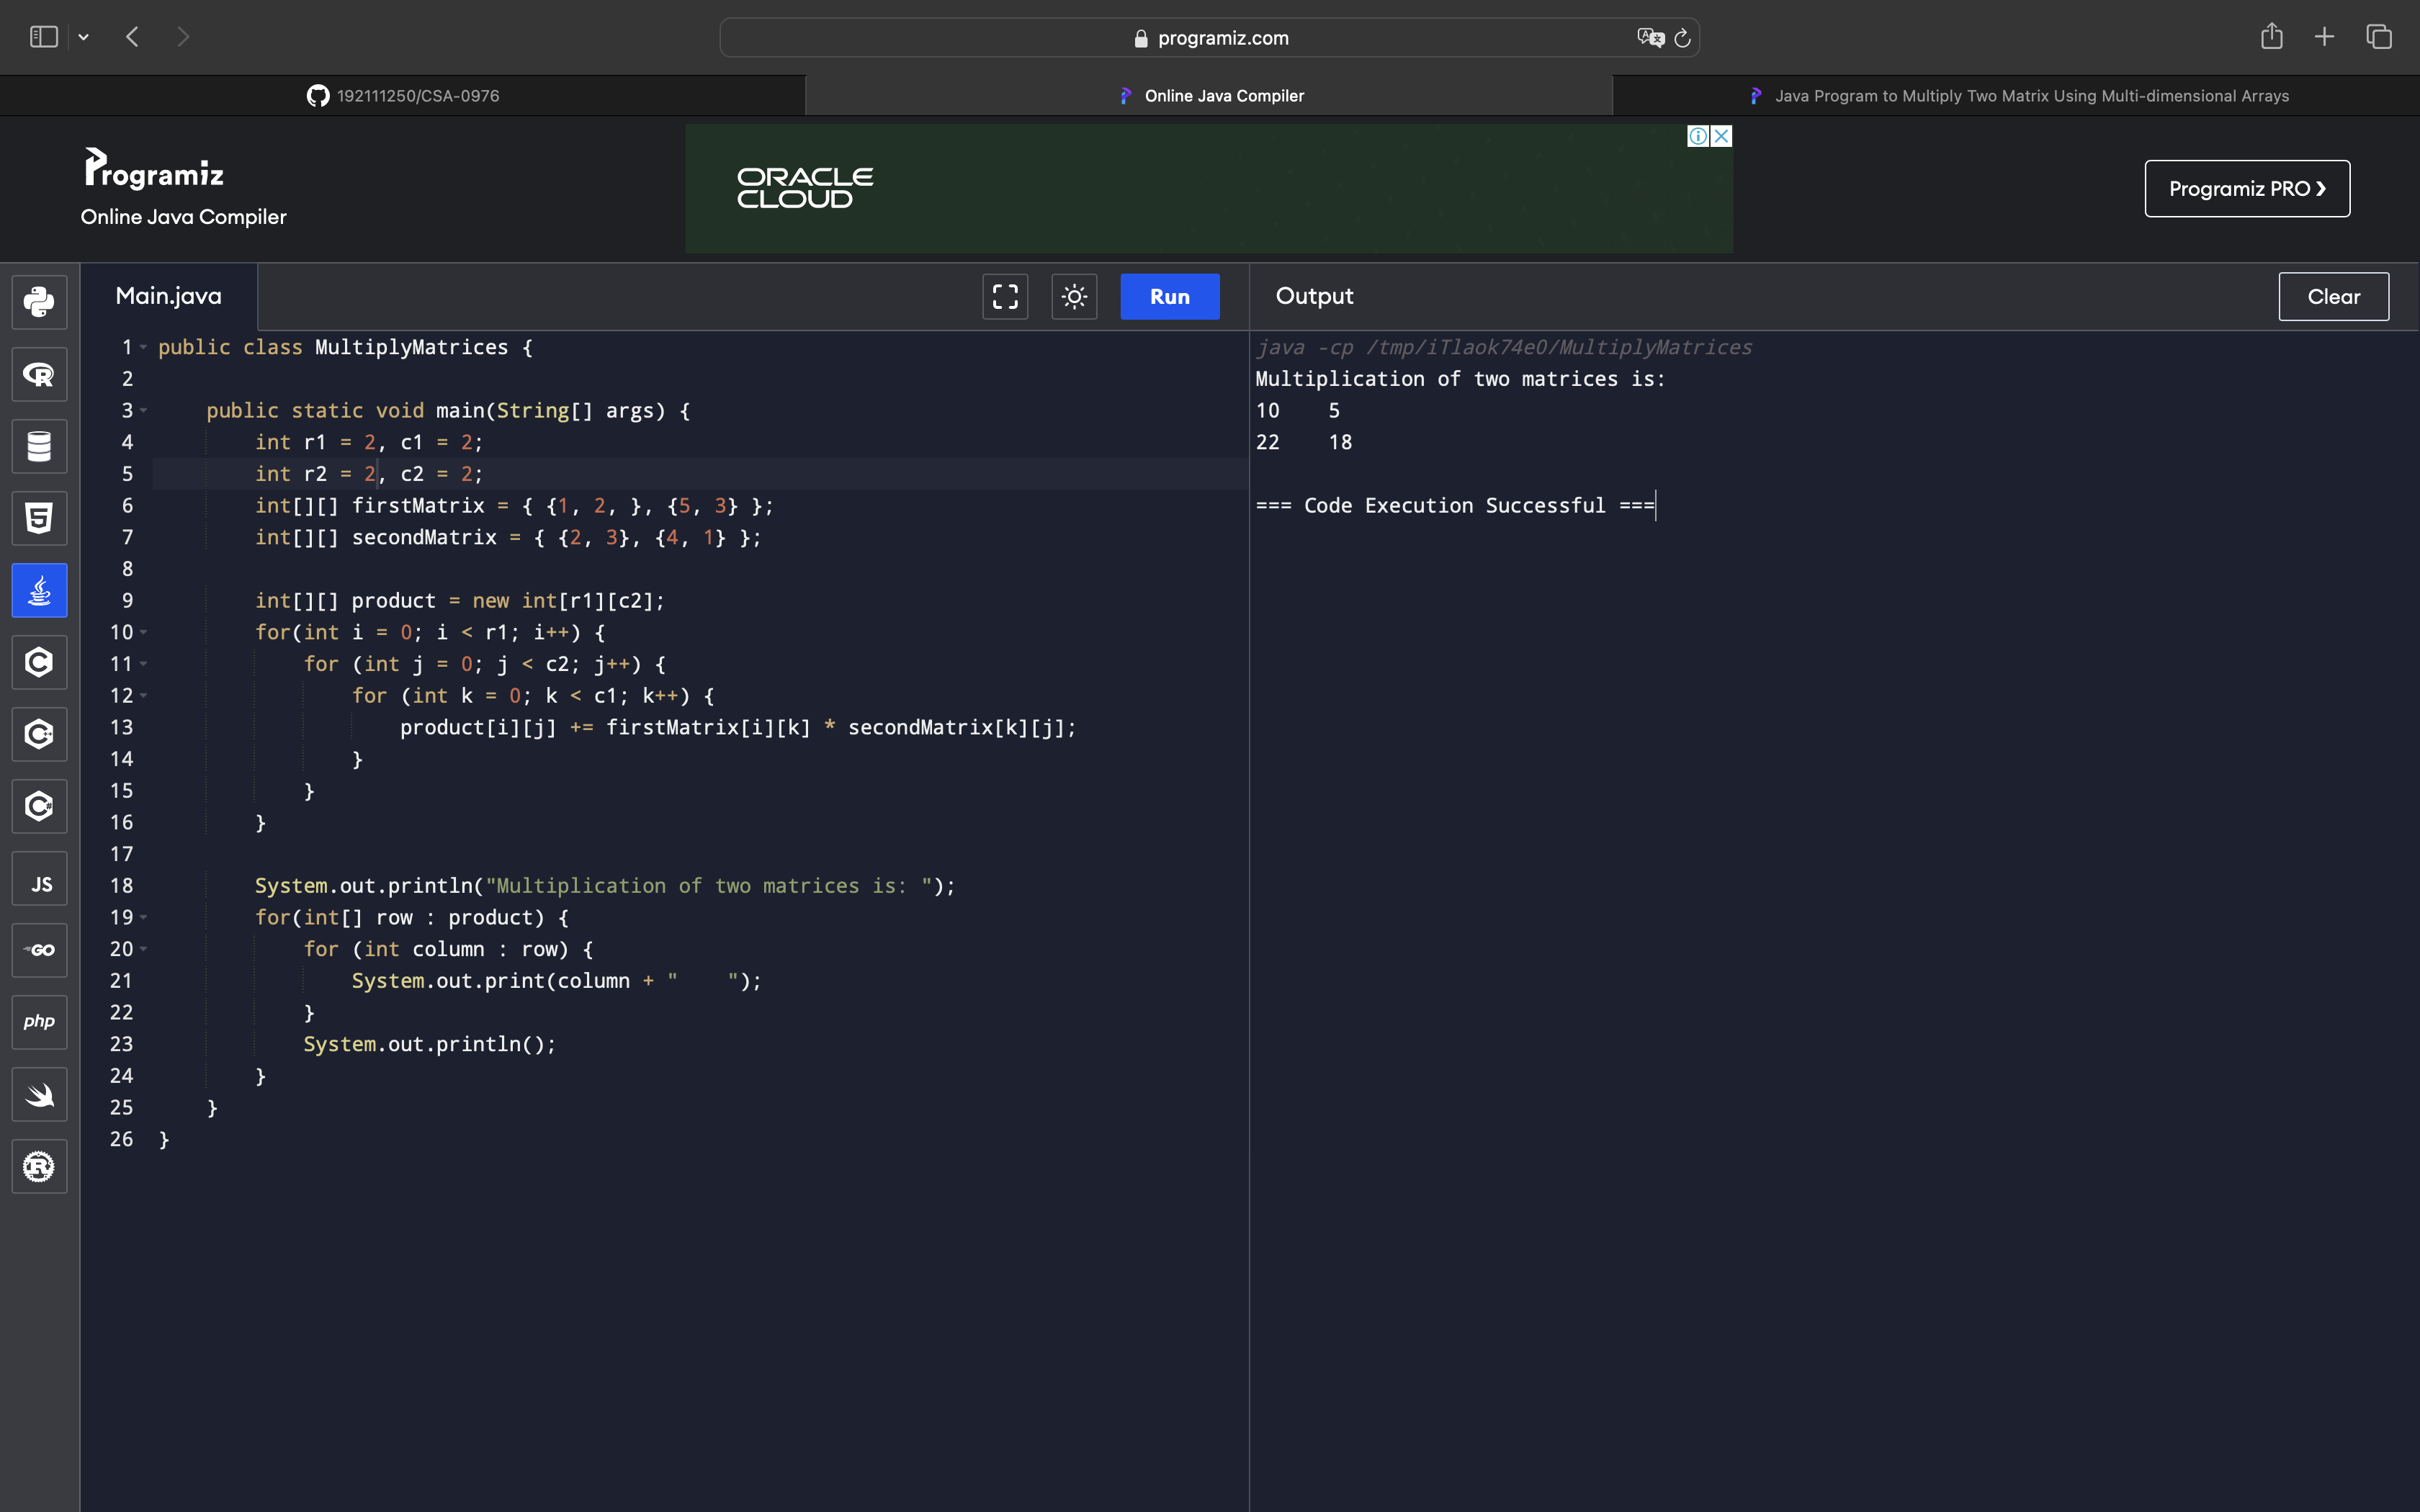 programiz.com
192111250/CSA-0976
Online Java Compiler
Java Program to Multiply Two Matrix Using Multi-dimensional Arrays
Programiz
Online Java Compiler
ORACLE
CLOUD
Programiz PRO ❯
Main.java
Run
1 public class MultiplyMatrices {
2
3     public static void main(String[] args) {
4         int r1 = 2, c1 = 2;
5         int r2 = 2, c2 = 2;
6         int[][] firstMatrix = { {1, 2, }, {5, 3} };
7         int[][] secondMatrix = { {2, 3}, {4, 1} };
8
9         int[][] product = new int[r1][c2];
10         for(int i = 0; i < r1; i++) {
11             for (int j = 0; j < c2; j++) {
12                 for (int k = 0; k < c1; k++) {
13                     product[i][j] += firstMatrix[i][k] * secondMatrix[k][j];
14                 }
15             }
16         }
17
18         System.out.println("Multiplication of two matrices is: ");
19         for(int[] row : product) {
20             for (int column : row) {
21                 System.out.print(column + "    ");
22             }
23             System.out.println();
24         }
25     }
26 }
Output
Clear
java -cp /tmp/iTlaok74eO/MultiplyMatrices
Multiplication of two matrices is:
10    5
22    18
=== Code Execution Successful ===
R
5
C
C++
C#
JS
GO
php
R